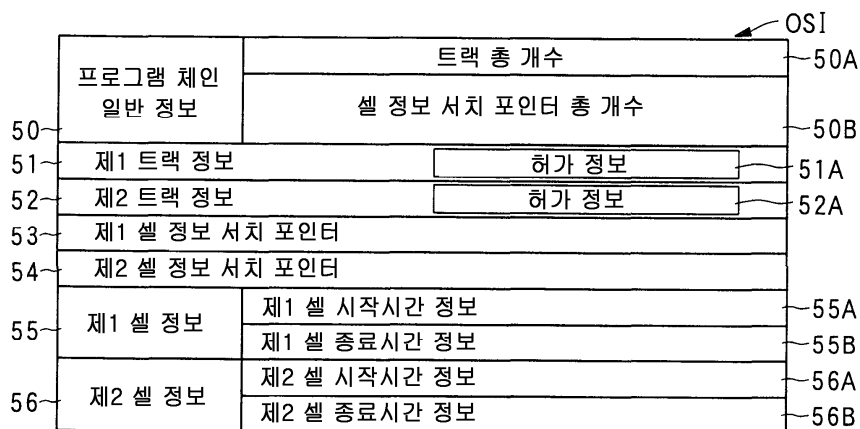 OSI
프로그램 체인
일반 정보
트랙 총 개수
50A
셀 정보 서치 포인터 총 개수
50
50B
51 제1 트랙 정보 허가 정보 51A
52 제2 트랙 정보 허가 정보 52A
53 제1 셀 정보 서치 포인터
54 제2 셀 정보 서치 포인터
55 제1 셀 정보
제1 셀 시작시간 정보 55A
제1 셀 종료시간 정보 55B
56 제2 셀 정보
제2 셀 시작시간 정보 56A
제2 셀 종료시간 정보 56B